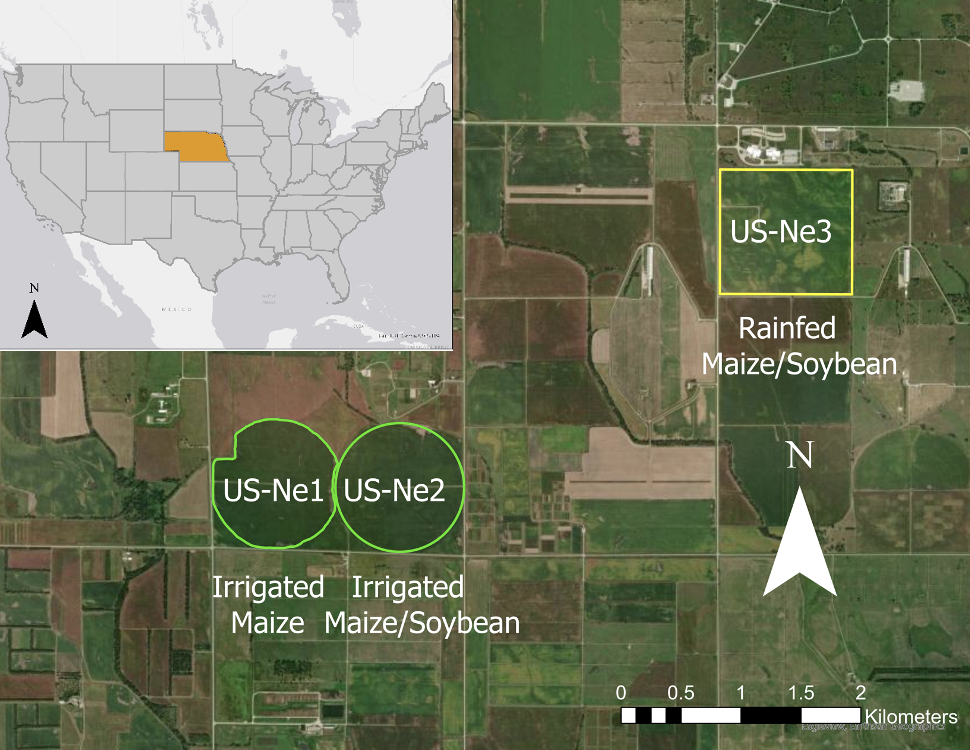 N
MEXICO
US-Ne3
Rainfed
Maize/Soybean
N
US-Ne1
US-Ne2
Irrigated
Maize
Irrigated
Maize/Soybean
0 0.5 1 1.5 2
Kilometers